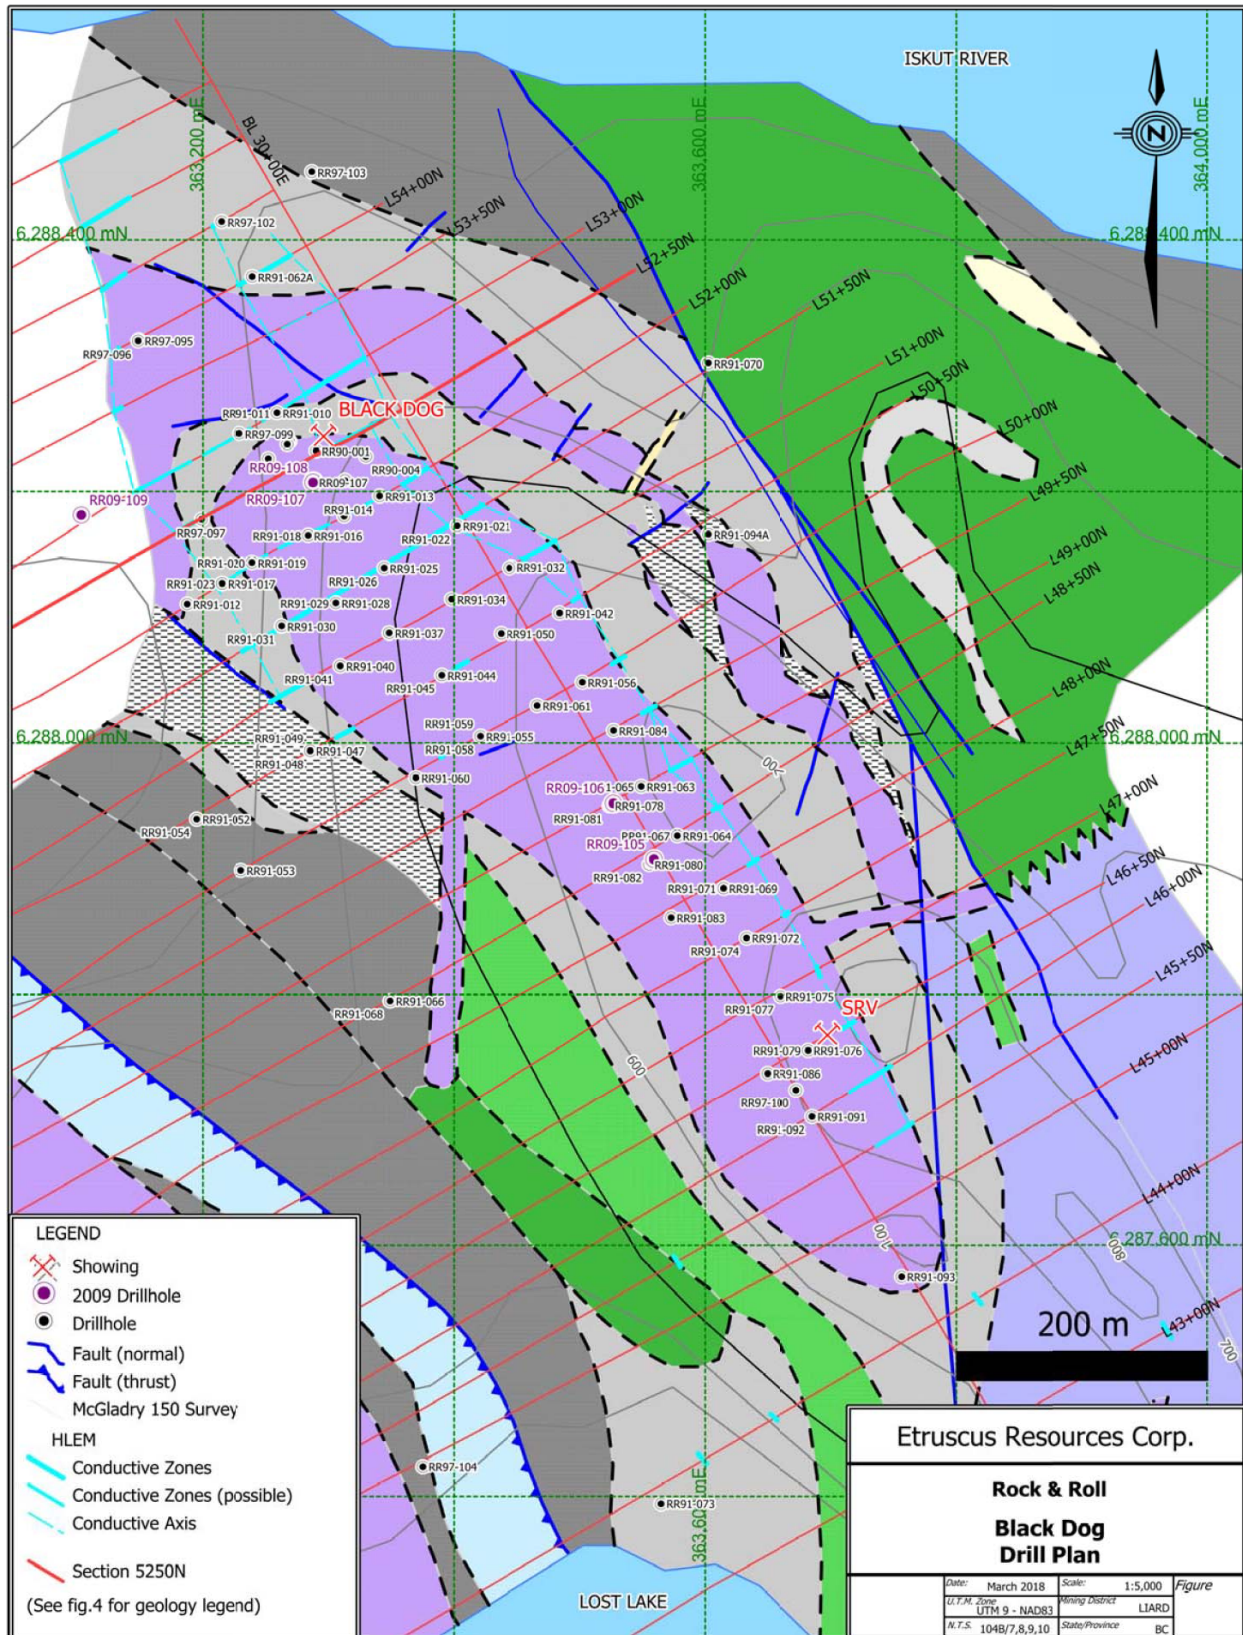 ISKUT RIVER
363,200 mE
363,600 mE
364,000 mE
BL 30+00E
L54+00N
L53+50N
L53+00N
L52+50N
L52+00N
L51+50N
L51+00N
L50+50N
L50+00N
L49+50N
L49+00N
L48+50N
L48+00N
L47+50N
L47+00N
L46+50N
L46+00N
L45+50N
L45+00N
L44+00N
L43+00N
N
6,288,400 mN
6,288,400 mN
RR97-103
RR97-102
RR91-062A
RR97-095
RR97-096
RR91-070
RR91-011
RR91-010
BLACK DOG
RR97-099
RR90-001
RR09-108
RR90-004
RR09-107
RR91-107
RR09-109
RR91-013
RR91-014
RR97-097
RR91-018
RR91-016
RR91-022
RR91-021
RR91-094A
RR91-020
RR91-019
RR91-026
RR91-025
RR91-032
RR91-023
RR91-017
RR91-012
RR91-029
RR91-028
RR91-034
RR91-042
RR91-031
RR91-030
RR91-037
RR91-050
RR91-041
RR91-040
RR91-045
RR91-044
RR91-056
RR91-061
6,288,000 mN
6,288,000 mN
RR91-049
RR91-047
RR91-048
RR91-059
RR91-058
RR91-055
RR91-084
700
RR91-060
RR09-106
1-065
RR91-063
RR91-078
RR91-081
RR91-054
RR91-052
RR91-067
RR91-064
RR09-105
RR91-080
RR91-082
RR91-053
RR91-071
RR91-069
RR91-083
RR91-074
RR91-072
RR91-068
RR91-066
RR91-077
RR91-075
SRV
600
RR91-079
RR91-076
RR91-086
RR97-100
RR91-092
RR91-091
700
800
287,600 mN
RR91-093
700
200 m
RR97-104
RR91-073
363,600 mE
LOST LAKE
LEGEND
Showing
2009 Drillhole
Drillhole
Fault (normal)
Fault (thrust)
McGladry 150 Survey
HLEM
Conductive Zones
Conductive Zones (possible)
Conductive Axis
Section 5250N
(See fig.4 for geology legend)
Etruscus Resources Corp.
Rock & Roll
Black Dog
Drill Plan
Date: March 2018 Scale: 1:5,000 Figure
U.T.M. Zone UTM 9 - NAD83 Mining District LIARD
N.T.S. 104B/7,8,9,10 State/Province BC